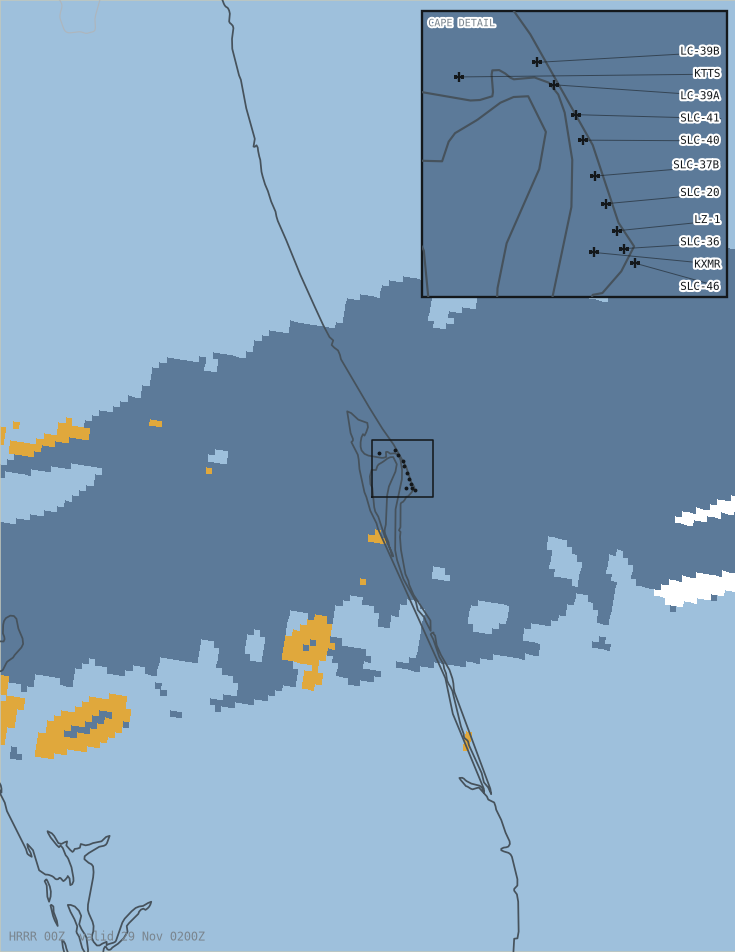 CAPE DETAIL
LC-39B
KTTS
LC-39A
SLC-41
SLC-40
SLC-37B
SLC-20
LZ-1
SLC-36
KXMR
SLC-46
HRRR 00Z  valid 29 Nov 0200Z